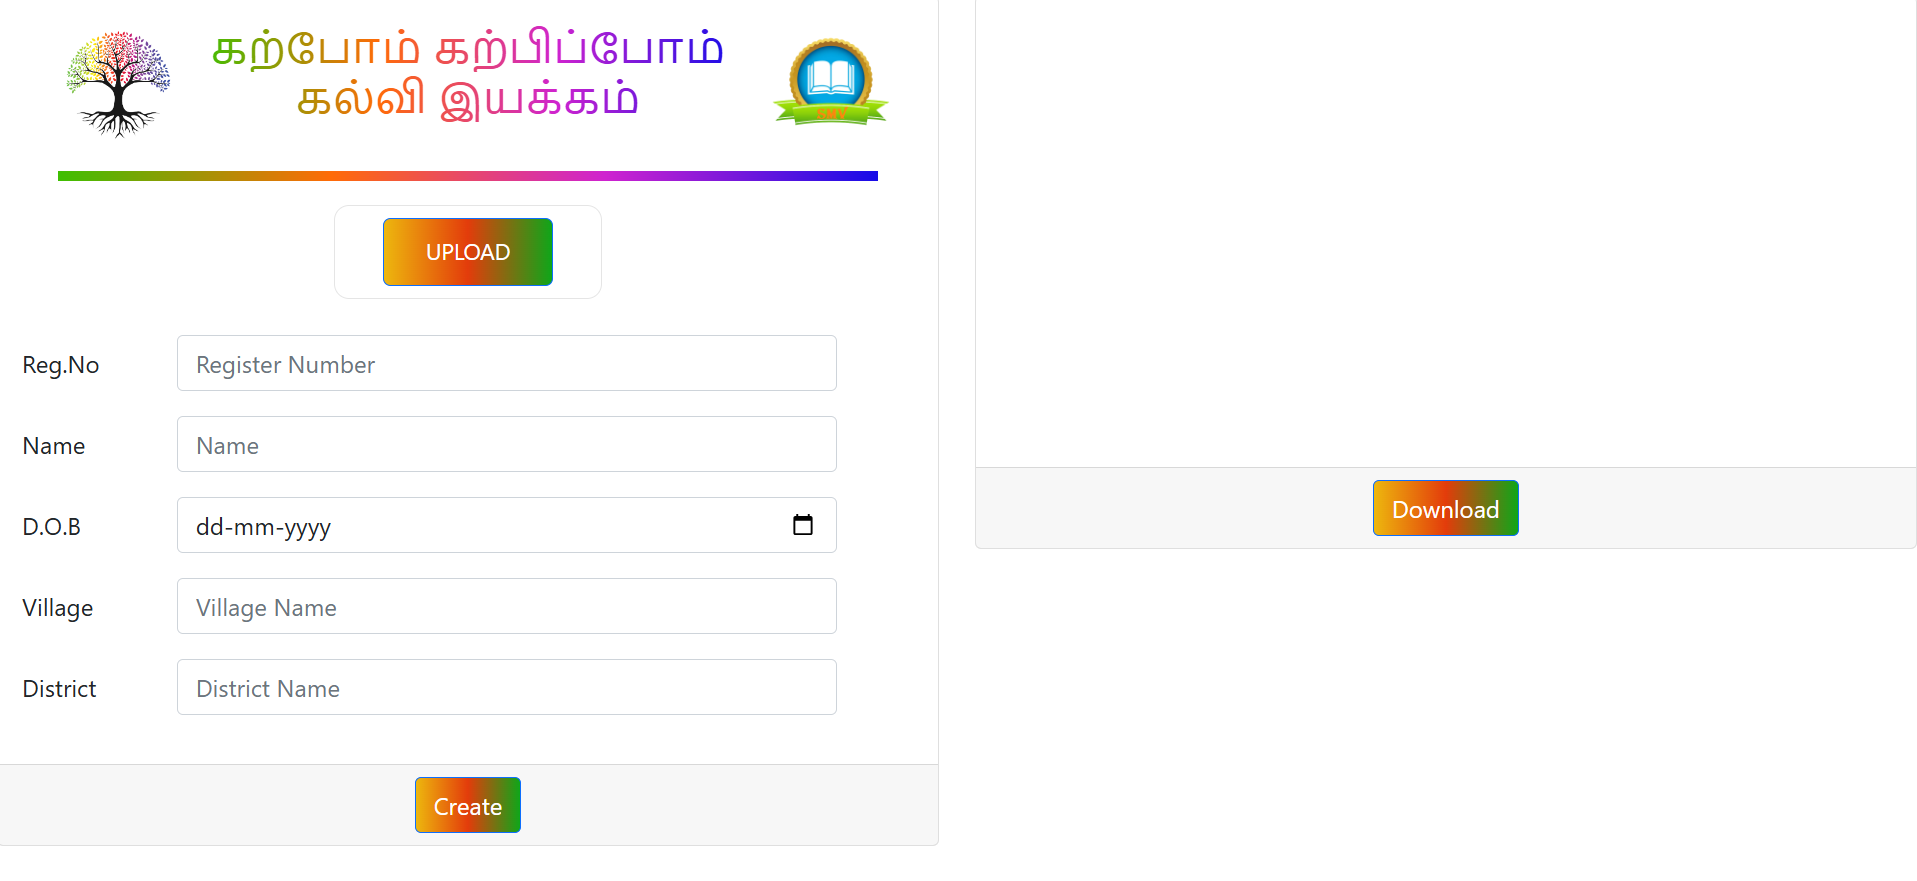 கற்போம் கற்பிப்போம்
கல்வி இயக்கம்
SMV
UPLOAD
Reg.No
Register Number
Name
Name
D.O.B
dd-mm-yyyy
Village
Village Name
District
District Name
Create
Download